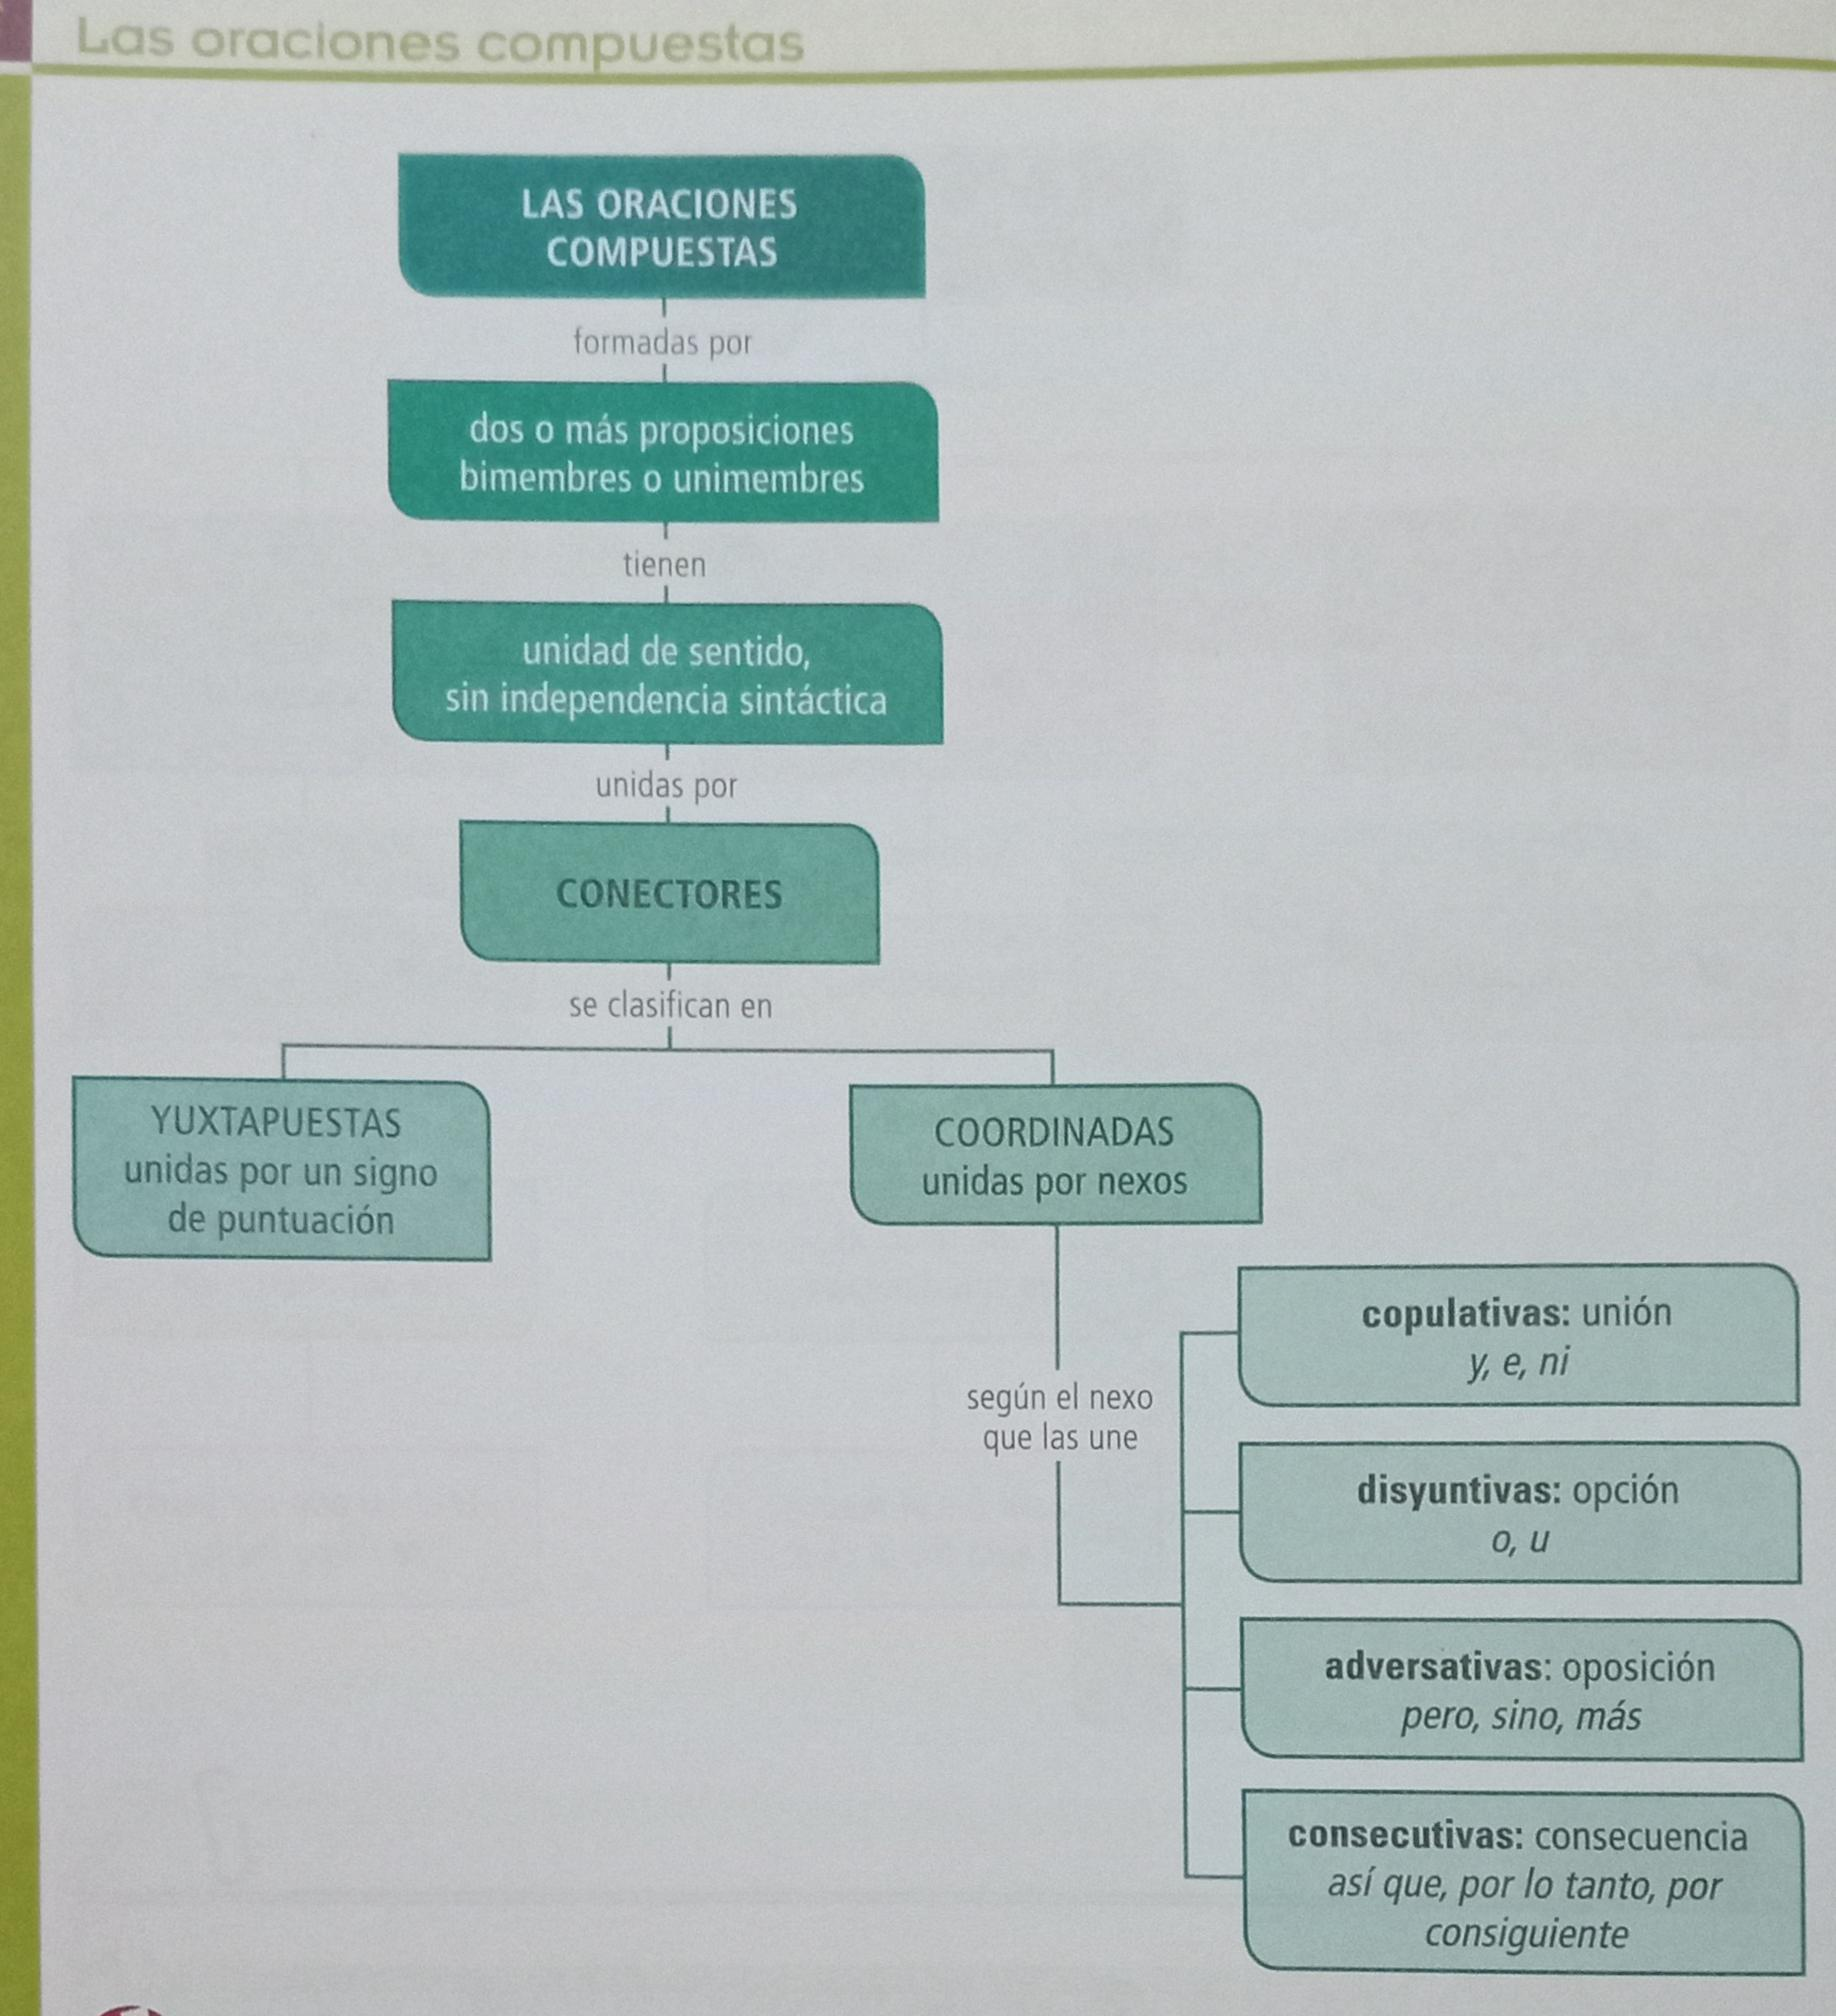 Las oraciones compuestas
LAS ORACIONES
COMPUESTAS
formadas por
dos o más proposiciones
bimembres o unimembres
tienen
unidad de sentido,
sin independencia sintáctica
unidas por
CONECTORES
se clasifican en
YUXTAPUESTAS
unidas por un signo
de puntuación
COORDINADAS
unidas por nexos
según el nexo
que las une
copulativas: unión
y, e, ni
disyuntivas: opción
o, u
adversativas: oposición
pero, sino, más
consecutivas: consecuencia
así que, por lo tanto, por
consiguiente